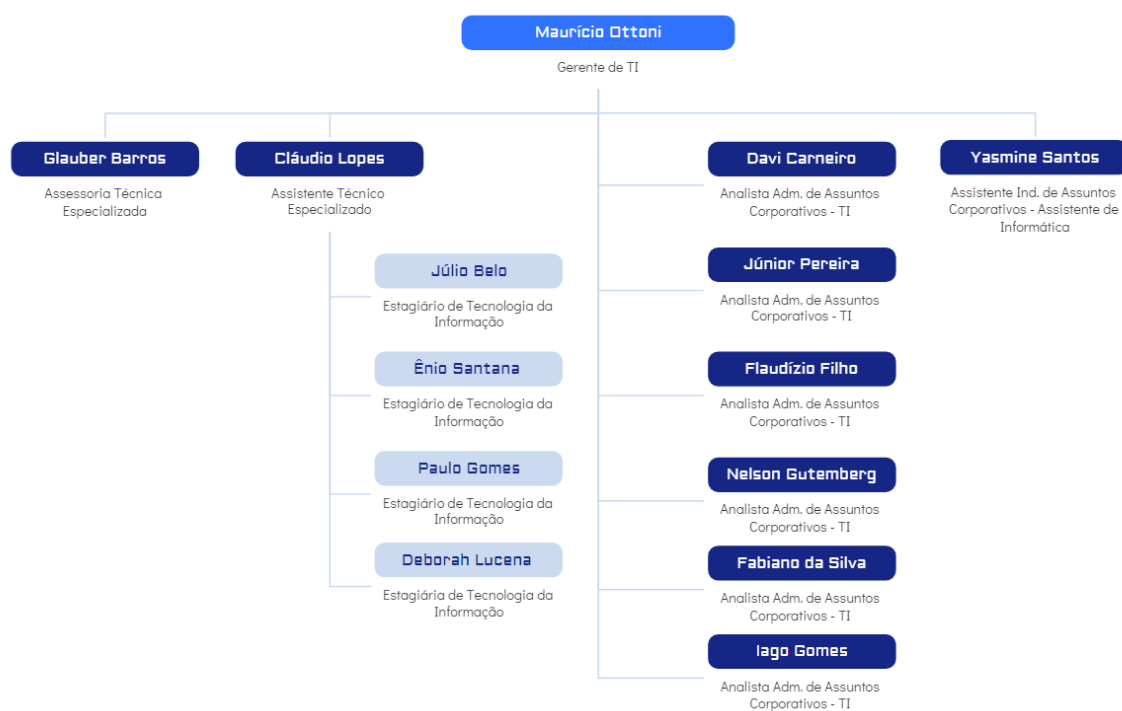 Maurício Ottoni
Gerente de TI
Glauber Barros
Assessoria Técnica
Especializada
Cláudio Lopes
Assistente Técnico
Especializado
Júlio Belo
Estagiário de Tecnologia da
Informação
Ênio Santana
Estagiário de Tecnologia da
Informação
Paulo Gomes
Estagiário de Tecnologia da
Informação
Deborah Lucena
Estagiária de Tecnologia da
Informação
Davi Carneiro
Analista Adm. de Assuntos
Corporativos - TI
Júnior Pereira
Analista Adm. de Assuntos
Corporativos - TI
Flaudízio Filho
Analista Adm. de Assuntos
Corporativos - TI
Nelson Gutemberg
Analista Adm. de Assuntos
Corporativos - TI
Fabiano da Silva
Analista Adm. de Assuntos
Corporativos - TI
Iago Gomes
Analista Adm. de Assuntos
Corporativos - TI
Yasmine Santos
Assistente Ind. de Assuntos
Corporativos - Assistente de
Informática